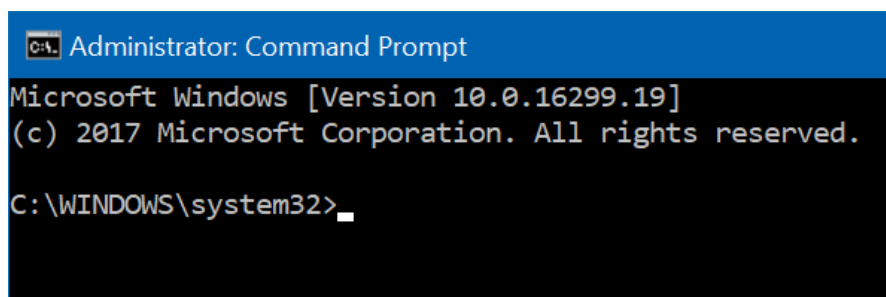 Administrator: Command Prompt
Microsoft Windows [Version 10.0.16299.19]
(c) 2017 Microsoft Corporation. All rights reserved.
C:\WINDOWS\system32>